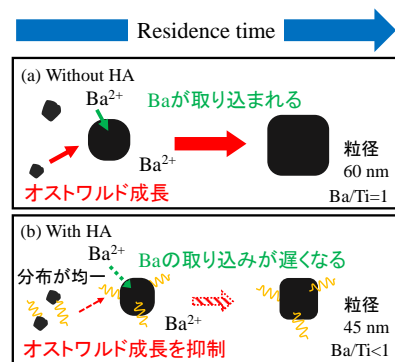 Residence time
(a) Without HA
Ba²⁺
Baが取り込まれる
Ba²⁺
オストワルド成長
粒径
60 nm
Ba/Ti=1
(b) With HA
Ba²⁺
Baの取り込みが遅くなる
分布が均一
Ba²⁺
オストワルド成長を抑制
粒径
45 nm
Ba/Ti<1